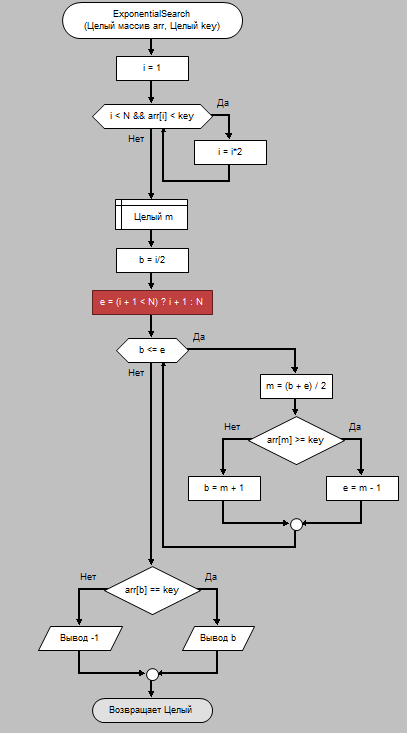 ExponentialSearch
(Целый массив arr, Целый key)
i = 1
i < N && arr[i] < key
Да
Нет
i = i*2
Целый m
b = i/2
e = (i + 1 < N) ? i + 1 : N
b <= e
Да
Нет
m = (b + e) / 2
Нет
Да
arr[m] >= key
b = m + 1
e = m - 1
Нет
Да
arr[b] == key
Вывод -1
Вывод b
Возвращает Целый